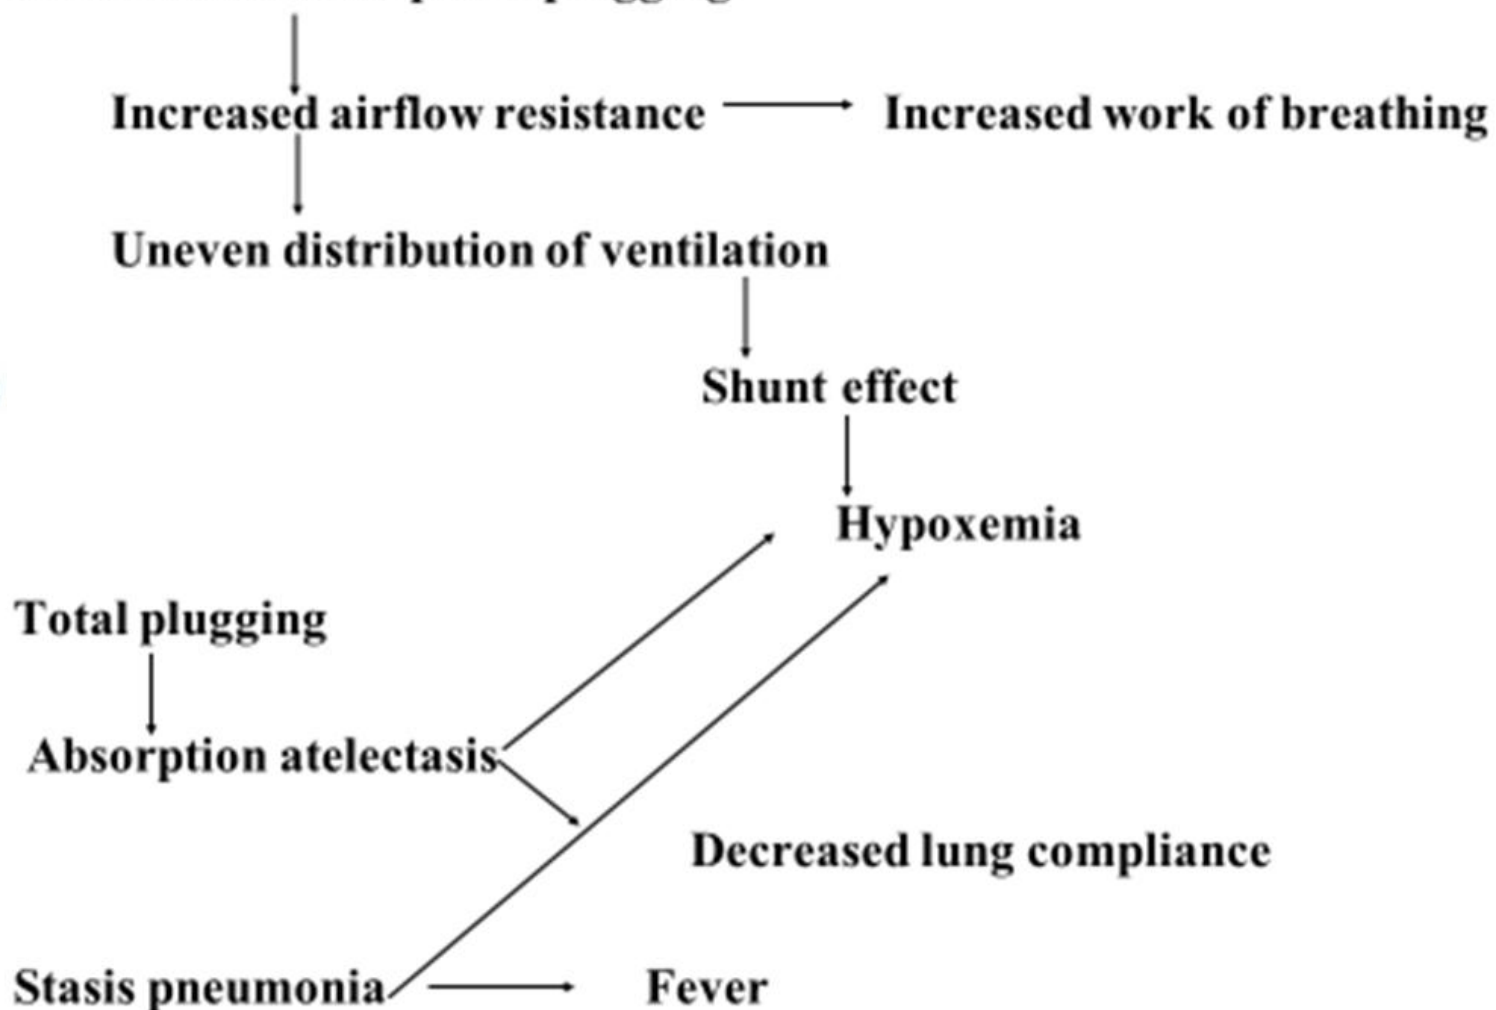 Increased airflow resistance Increased work of breathing
Uneven distribution of ventilation
Shunt effect
Hypoxemia
Total plugging
Absorption atelectasis
Decreased lung compliance
Stasis pneumonia Fever